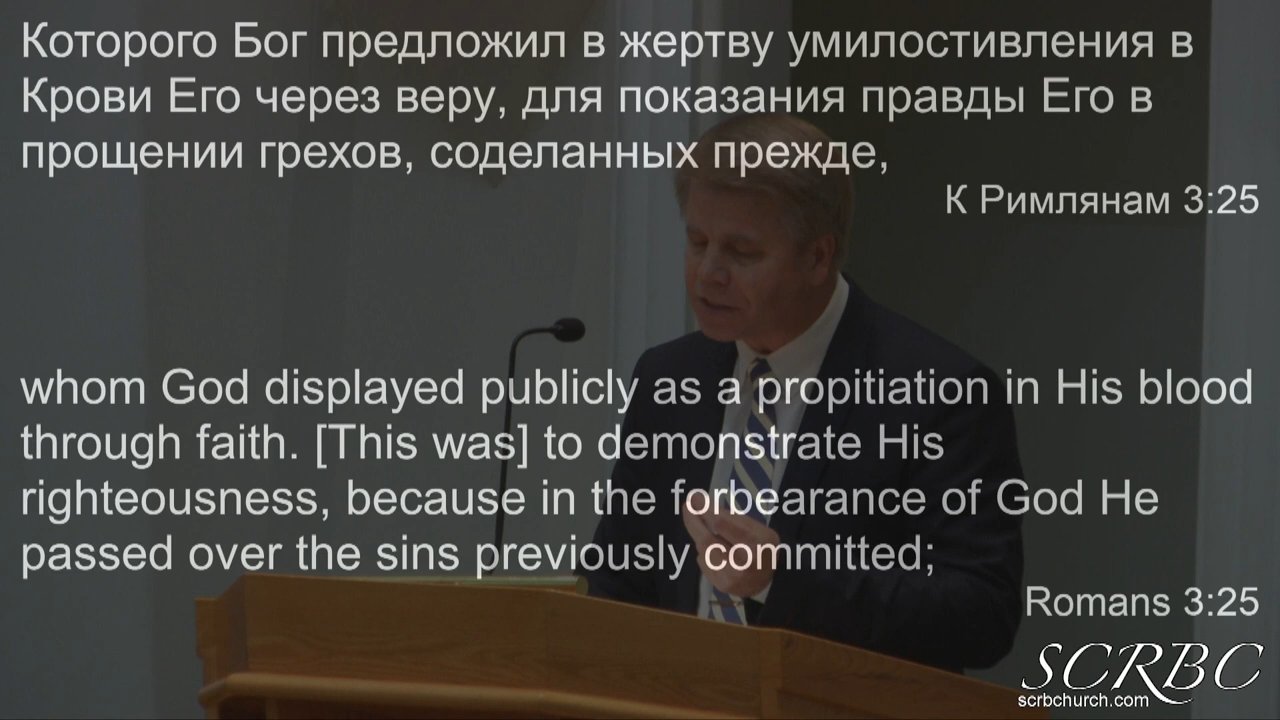 Которого Бог предложил в жертву умилостивления в
Крови Его через веру, для показания правды Его в
прощении грехов, соделанных прежде,
К Римлянам 3:25
whom God displayed publicly as a propitiation in His blood
through faith. [This was] to demonstrate His
righteousness, because in the forbearance of God He
passed over the sins previously committed;
Romans 3:25
SCRBC
scrbchurch.com